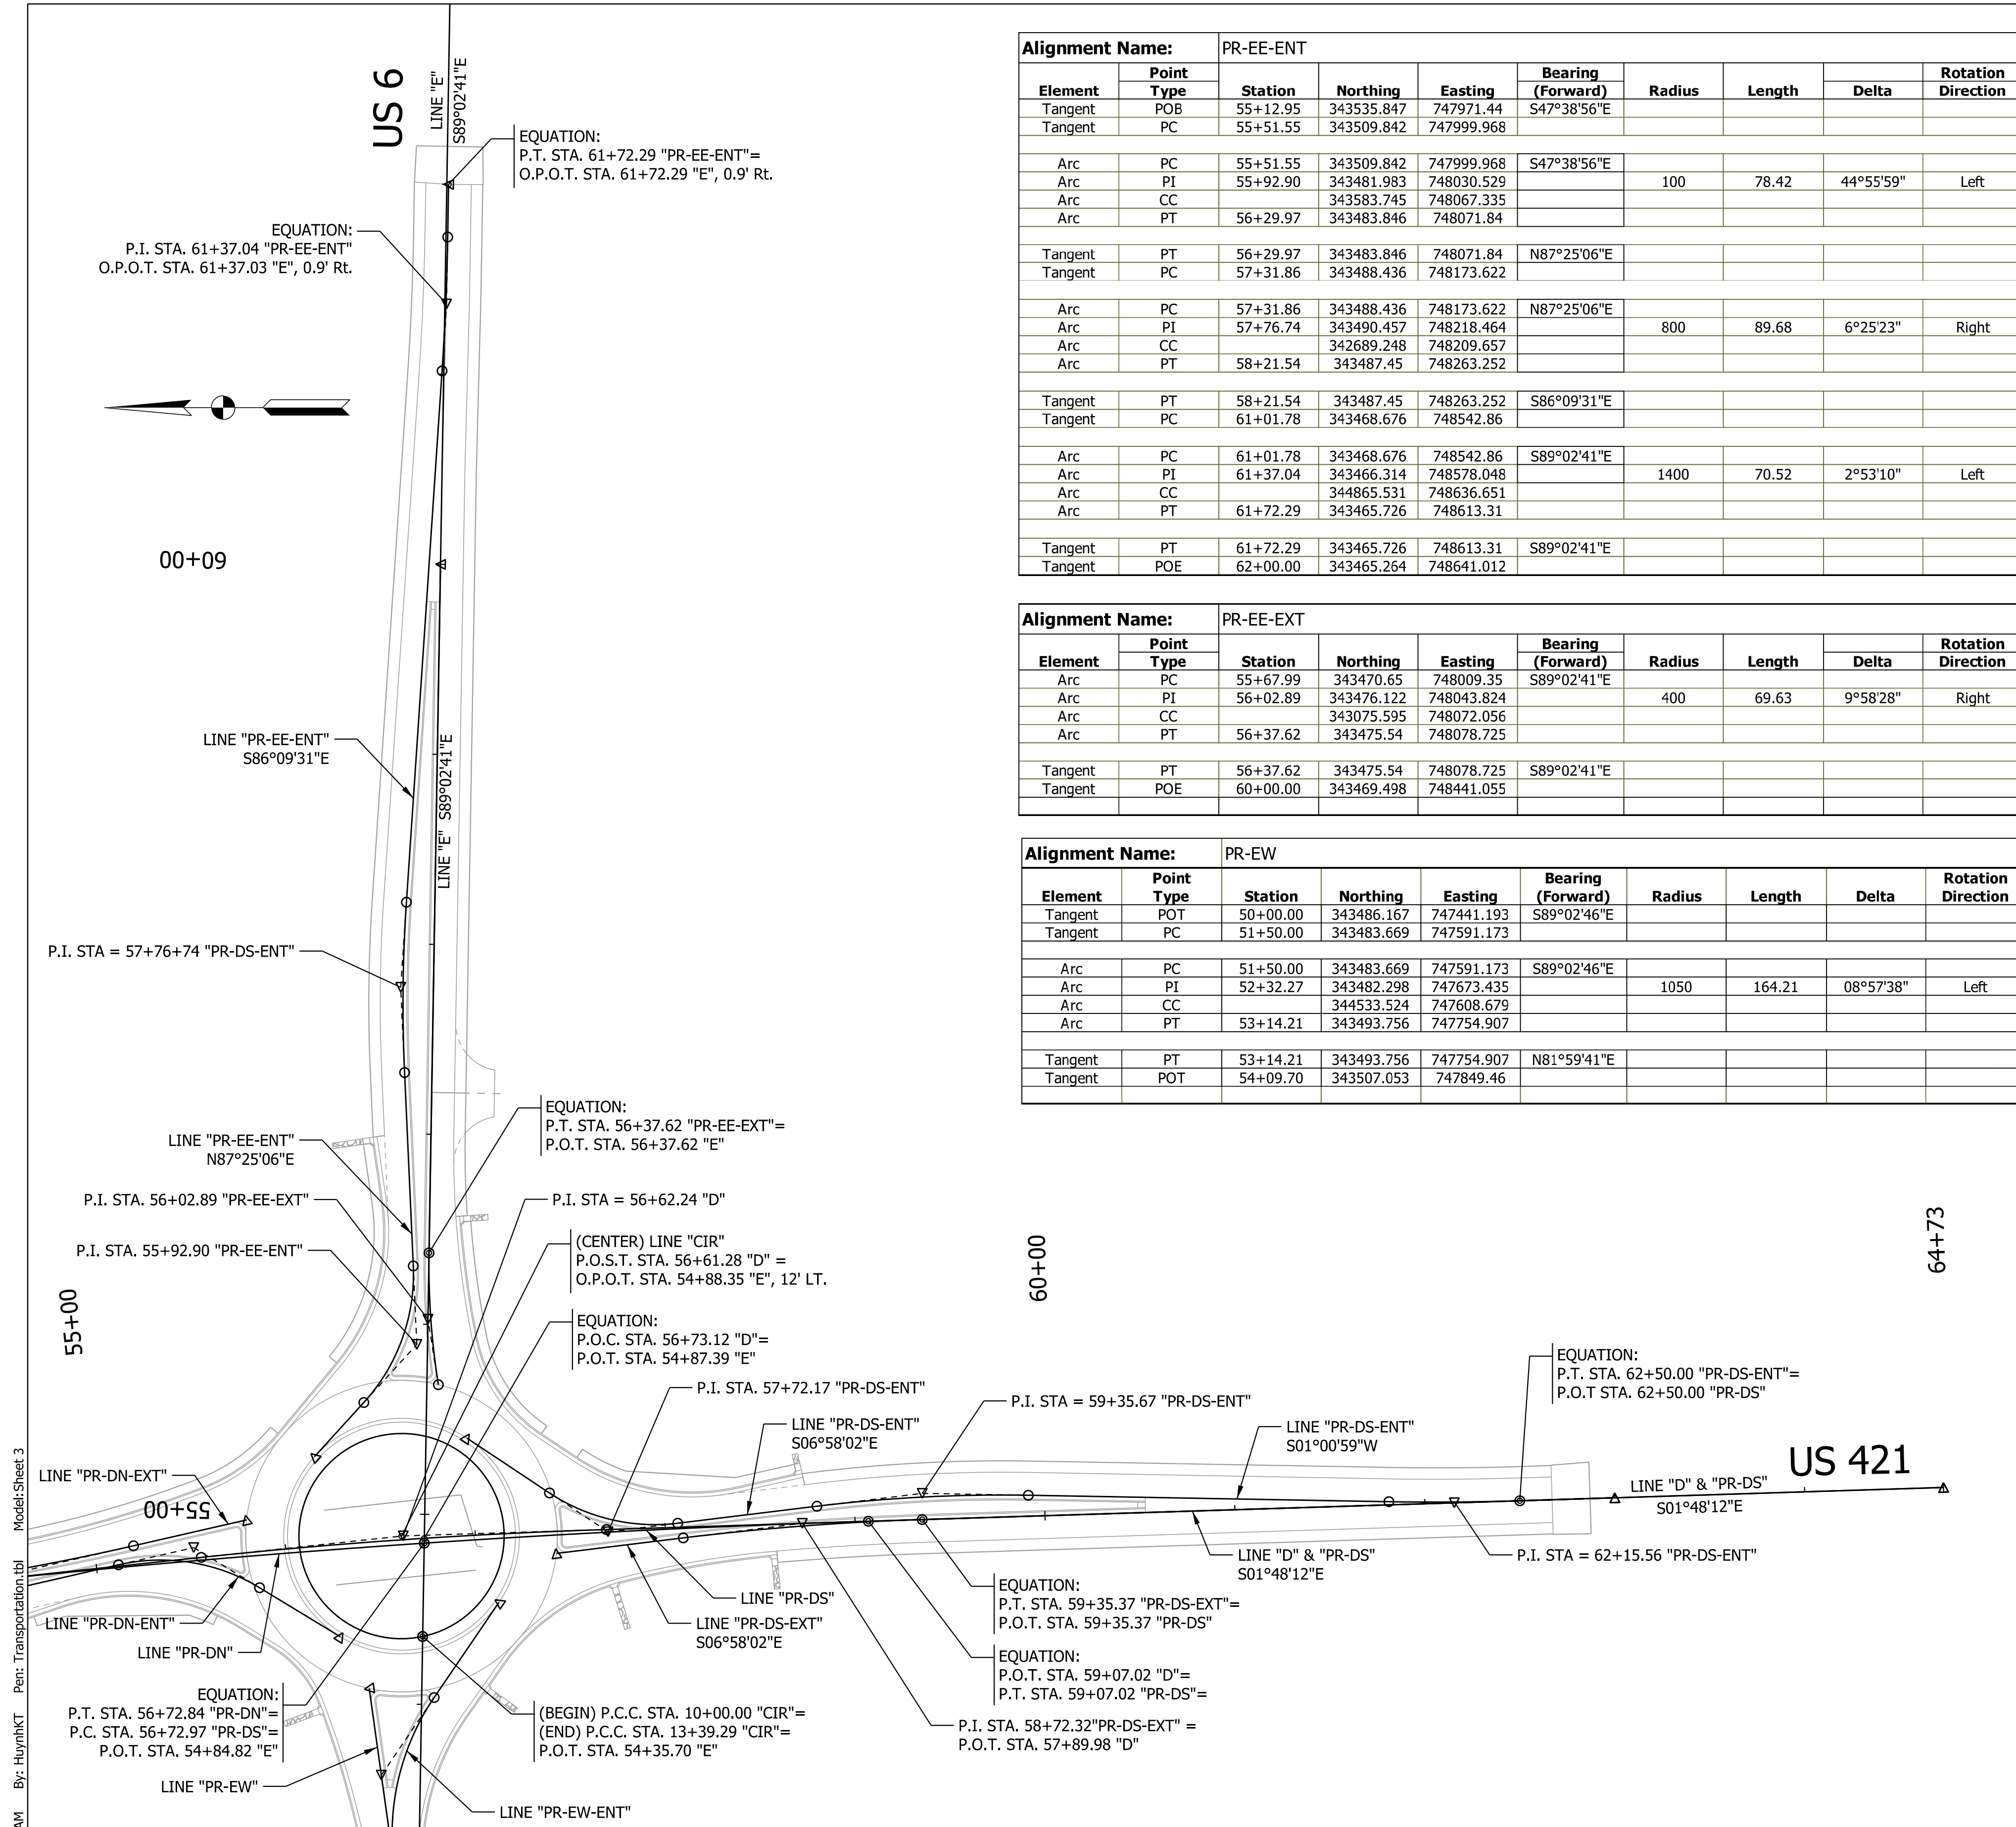 US 6
LINE "E"
S89°02'41"E
EQUATION:
P.T. STA. 61+72.29 "PR-EE-ENT"=
O.P.O.T. STA. 61+72.29 "E", 0.9' Rt.
EQUATION:
P.I. STA. 61+37.04 "PR-EE-ENT"
O.P.O.T. STA. 61+37.03 "E", 0.9' Rt.
60+00
LINE "PR-EE-ENT"
S86°09'31"E
LINE "E" S89°02'41"E
P.I. STA = 57+76+74 "PR-DS-ENT"
EQUATION:
P.T. STA. 56+37.62 "PR-EE-EXT"=
P.O.T. STA. 56+37.62 "E"
LINE "PR-EE-ENT"
N87°25'06"E
P.I. STA. 56+02.89 "PR-EE-EXT"
P.I. STA = 56+62.24 "D"
P.I. STA. 55+92.90 "PR-EE-ENT"
(CENTER) LINE "CIR"
P.O.S.T. STA. 56+61.28 "D" =
O.P.O.T. STA. 54+88.35 "E", 12' LT.
55+00
60+00
64+73
EQUATION:
P.O.C. STA. 56+73.12 "D"=
P.O.T. STA. 54+87.39 "E"
P.I. STA. 57+72.17 "PR-DS-ENT"
P.I. STA = 59+35.67 "PR-DS-ENT"
EQUATION:
P.T. STA. 62+50.00 "PR-DS-ENT"=
P.O.T STA. 62+50.00 "PR-DS"
LINE "PR-DS-ENT"
S06°58'02"E
LINE "PR-DS-ENT"
S01°00'59"W
US 421
LINE "D" & "PR-DS"
S01°48'12"E
LINE "PR-DN-EXT"
55+00
LINE "D" & "PR-DS"
S01°48'12"E
P.I. STA = 62+15.56 "PR-DS-ENT"
LINE "PR-DS"
LINE "PR-DN-ENT"
LINE "PR-DS-EXT"
S06°58'02"E
LINE "PR-DN"
EQUATION:
P.T. STA. 59+35.37 "PR-DS-EXT"=
P.O.T. STA. 59+35.37 "PR-DS"
EQUATION:
P.O.T. STA. 59+07.02 "D"=
P.T. STA. 59+07.02 "PR-DS"=
EQUATION:
P.T. STA. 56+72.84 "PR-DN"=
P.C. STA. 56+72.97 "PR-DS"=
P.O.T. STA. 54+84.82 "E"
(BEGIN) P.C.C. STA. 10+00.00 "CIR"=
(END) P.C.C. STA. 13+39.29 "CIR"=
P.O.T. STA. 54+35.70 "E"
P.I. STA. 58+72.32"PR-DS-EXT" =
P.O.T. STA. 57+89.98 "D"
LINE "PR-EW"
LINE "PR-EW-ENT"
AM By: HuynhKT Pen: Transportation.tbl Model:Sheet 3
Alignment Name: PR-EE-ENT
Point Bearing Rotation
Element Type Station Northing Easting (Forward) Radius Length Delta Direction
Tangent POB 55+12.95 343535.847 747971.44 S47°38'56"E
Tangent PC 55+51.55 343509.842 747999.968
Arc PC 55+51.55 343509.842 747999.968 S47°38'56"E
Arc PI 55+92.90 343481.983 748030.529 100 78.42 44°55'59" Left
Arc CC 343583.745 748067.335
Arc PT 56+29.97 343483.846 748071.84
Tangent PT 56+29.97 343483.846 748071.84 N87°25'06"E
Tangent PC 57+31.86 343488.436 748173.622
Arc PC 57+31.86 343488.436 748173.622 N87°25'06"E
Arc PI 57+76.74 343490.457 748218.464 800 89.68 6°25'23" Right
Arc CC 342689.248 748209.657
Arc PT 58+21.54 343487.45 748263.252
Tangent PT 58+21.54 343487.45 748263.252 S86°09'31"E
Tangent PC 61+01.78 343468.676 748542.86
Arc PC 61+01.78 343468.676 748542.86 S89°02'41"E
Arc PI 61+37.04 343466.314 748578.048 1400 70.52 2°53'10" Left
Arc CC 344865.531 748636.651
Arc PT 61+72.29 343465.726 748613.31
Tangent PT 61+72.29 343465.726 748613.31 S89°02'41"E
Tangent POE 62+00.00 343465.264 748641.012
Alignment Name: PR-EE-EXT
Point Bearing Rotation
Element Type Station Northing Easting (Forward) Radius Length Delta Direction
Arc PC 55+67.99 343470.65 748009.35 S89°02'41"E
Arc PI 56+02.89 343476.122 748043.824 400 69.63 9°58'28" Right
Arc CC 343075.595 748072.056
Arc PT 56+37.62 343475.54 748078.725
Tangent PT 56+37.62 343475.54 748078.725 S89°02'41"E
Tangent POE 60+00.00 343469.498 748441.055
Alignment Name: PR-EW
Point Bearing Rotation
Element Type Station Northing Easting (Forward) Radius Length Delta Direction
Tangent POT 50+00.00 343486.167 747441.193 S89°02'46"E
Tangent PC 51+50.00 343483.669 747591.173
Arc PC 51+50.00 343483.669 747591.173 S89°02'46"E
Arc PI 52+32.27 343482.298 747673.435 1050 164.21 08°57'38" Left
Arc CC 344533.524 747608.679
Arc PT 53+14.21 343493.756 747754.907
Tangent PT 53+14.21 343493.756 747754.907 N81°59'41"E
Tangent POT 54+09.70 343507.053 747849.46